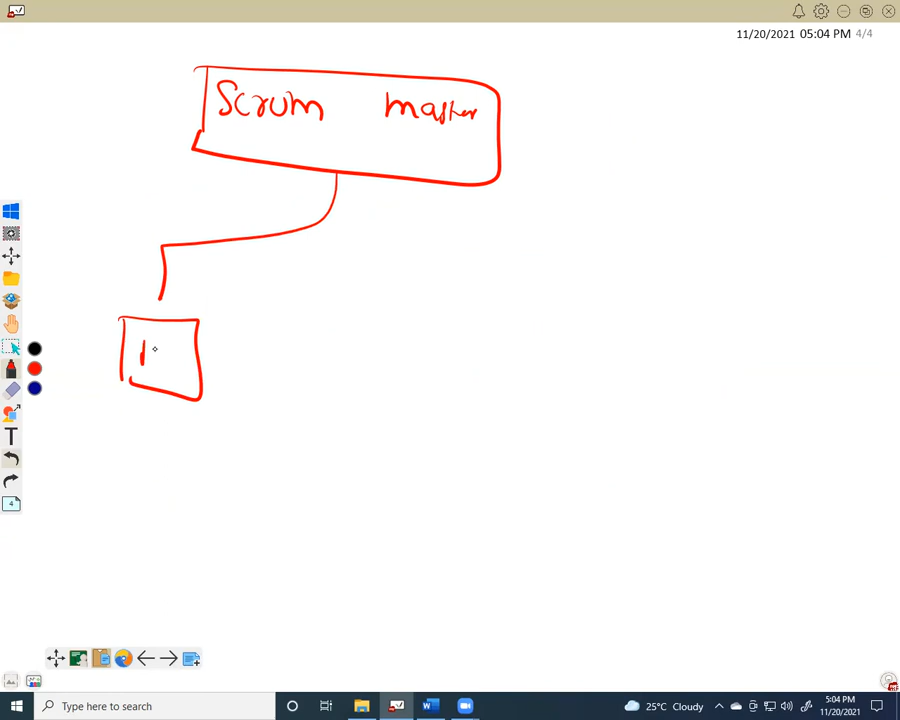 11/20/2021 05:04 PM 4/4
Scrum master
T
4
Type here to search
W
25°C Cloudy
5:04 PM
11/20/2021